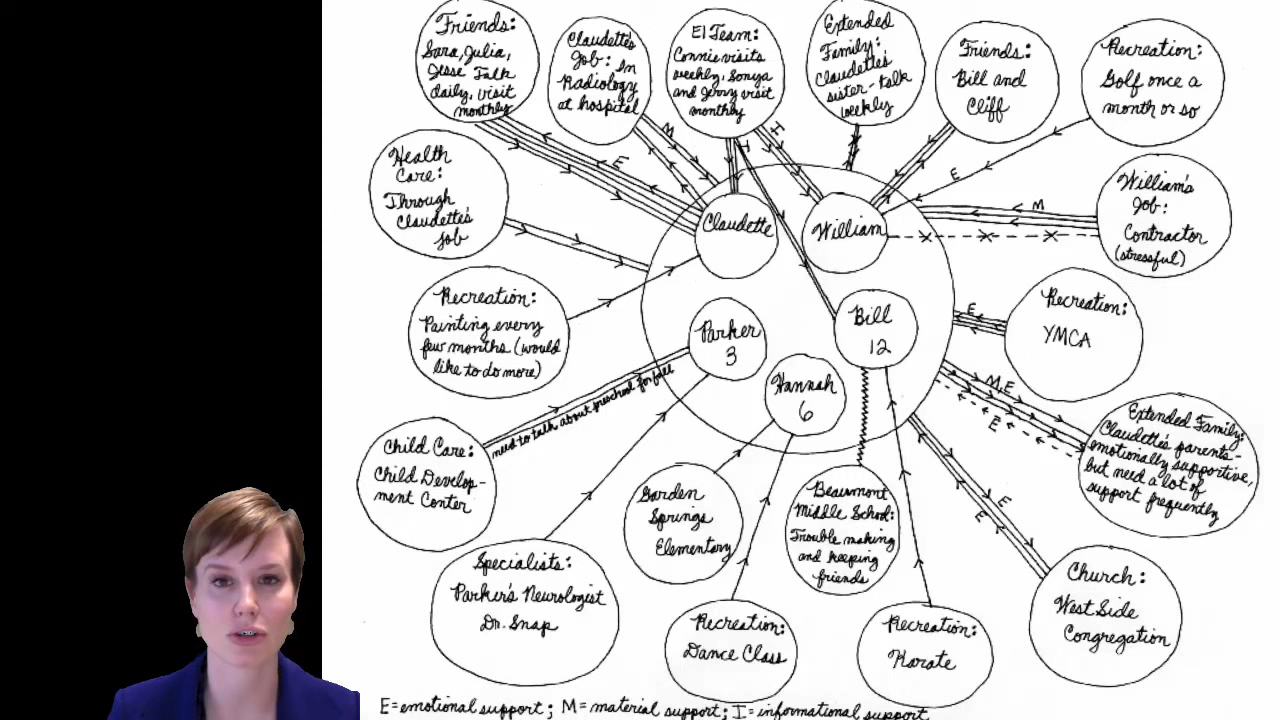 Friends:
Sara, Julia,
Jesse Talk
daily, visit
monthly
Claudette's
Job: In
Radiology
at hospital
EI Team:
Connie visits
weekly, Sonya
and Jerry visit
monthly
Extended
Family:
Claudette's
sister - talk
weekly
Friends:
Bill and
Cliff
Recreation:
Golf once a
month or so
Health
Care:
Through
Claudette's
job
M
I
I
E
E
Claudette
William
William's
Job:
Contractor
(stressful)
M
Recreation:
Painting every
few months (would
like to do more)
Parker
3
Bill
12
Hannah
6
E
Recreation:
YMCA
need to talk about preschool for fall
M, E
E
Extended Family:
Claudette's parents-
emotionally supportive,
but need a lot of
support frequently
Child Care:
Child Develop-
ment Center
Garden
Springs
Elementary
Beaumont
Middle School:
Trouble making
and keeping
friends
E
E
Specialists:
Parker's Neurologist
Dr. Snap
Recreation:
Dance Class
Recreation:
Karate
Church:
West Side
Congregation
E=emotional support; M=material support; I=informational support